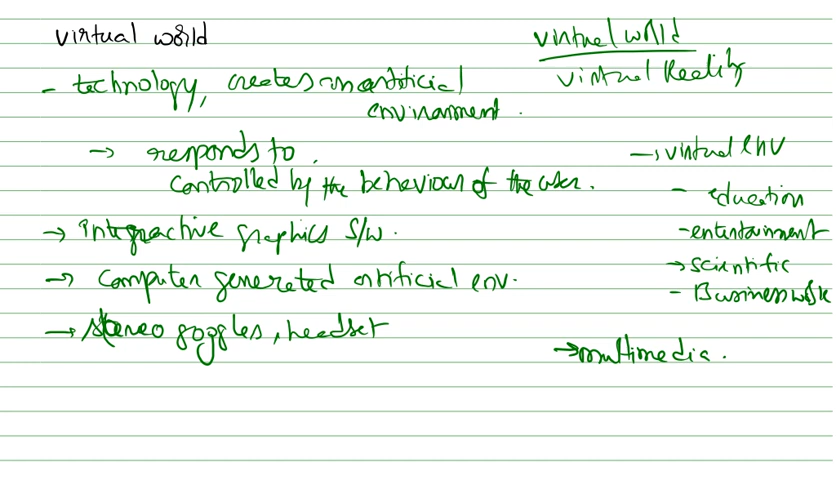 virtual world
- technology, creates an artificial
environment.
→ responds to,
controlled by the behaviour of the user.
→ Interactive graphics S/w.
→ Computer generated artificial env.
→ stereo goggles, headset
virtual world
virtual Reality
→ virtual env
- education
- entertainment
→ scientific
- Business work
→ multimedia.